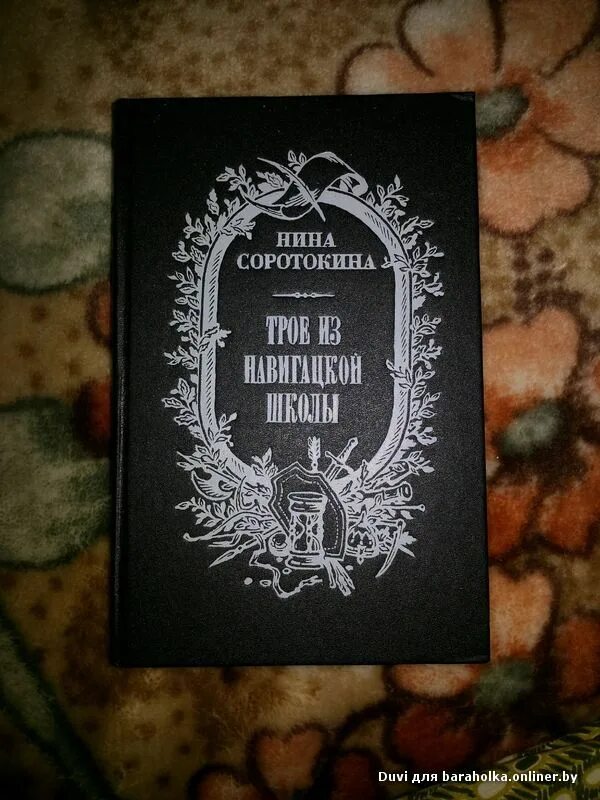 НИНА
СОРОТОКИНА
ТРОЕ ИЗ
НАВИГАЦКОЙ
ШКОЛЫ
Duvi для baraholka.onliner.by